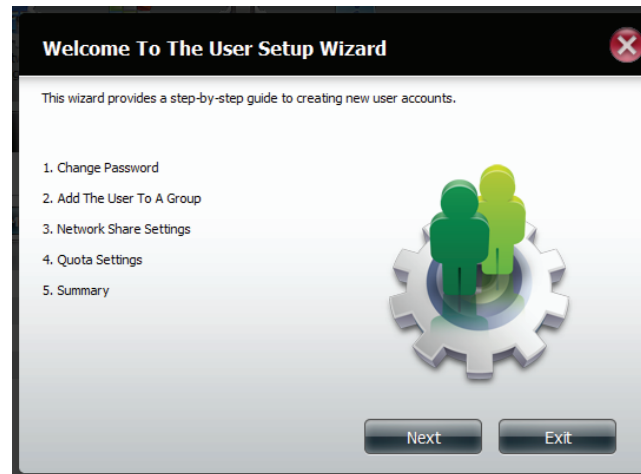 Welcome To The User Setup Wizard
This wizard provides a step-by-step guide to creating new user accounts.
1. Change Password
2. Add The User To A Group
3. Network Share Settings
4. Quota Settings
5. Summary
Next
Exit